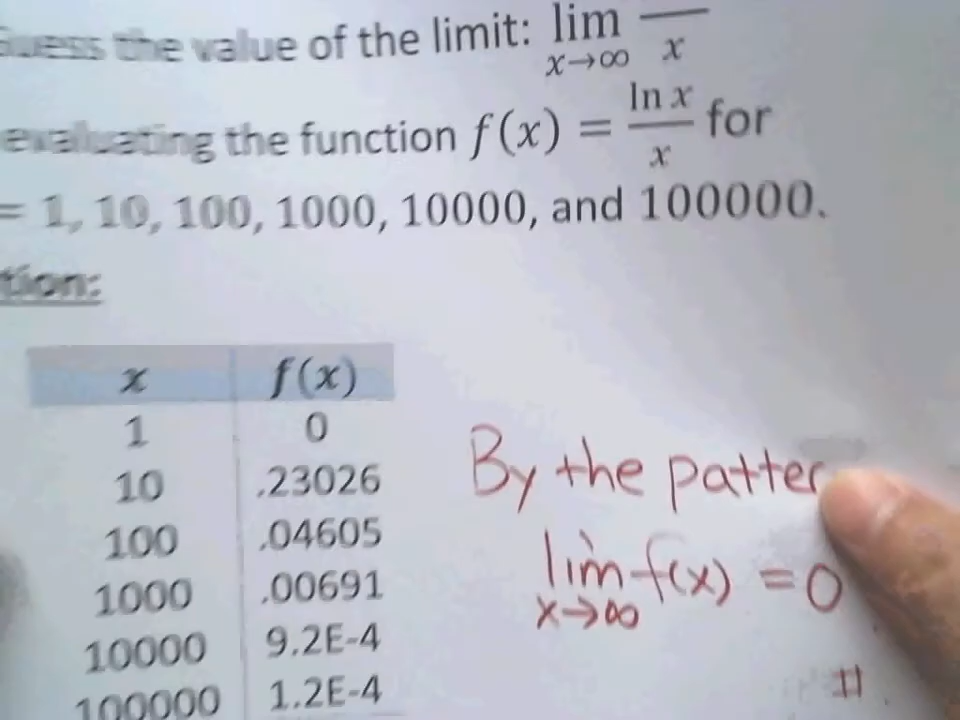 Guess the value of the limit: lim x→∞ — x
evaluating the function f(x) = ln x / x for
= 1, 10, 100, 1000, 10000, and 100000.
tion:
x f(x)
1 0
10 .23026
100 .04605
1000 .00691
10000 9.2E-4
100000 1.2E-4
By the patter
lim x→∞ f(x) = 0